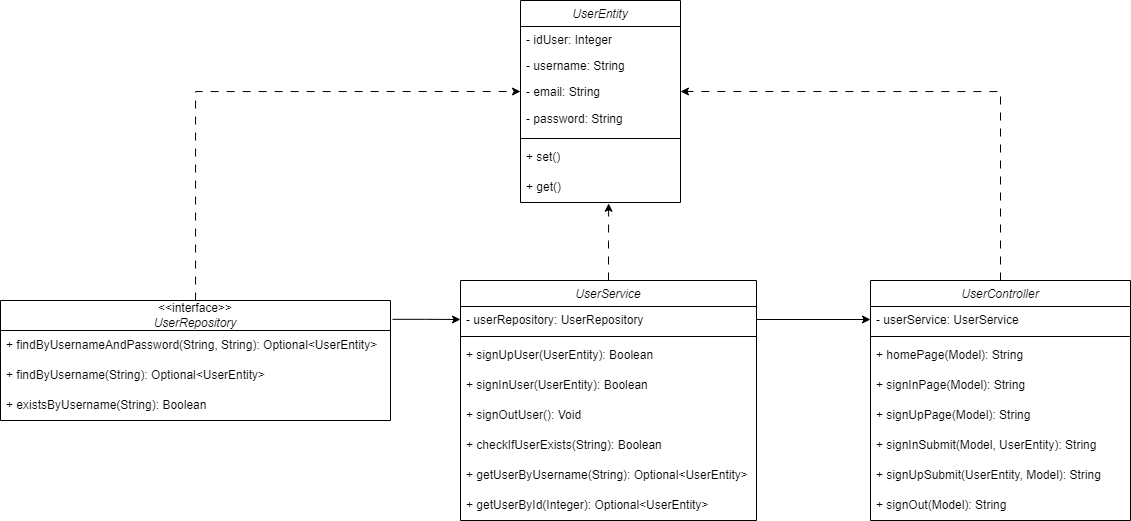 UserEntity
- idUser: Integer
- username: String
- email: String
- password: String
+ set()
+ get()
<<interface>>
UserRepository
+ findByUsernameAndPassword(String, String): Optional<UserEntity>
+ findByUsername(String): Optional<UserEntity>
+ existsByUsername(String): Boolean
UserService
- userRepository: UserRepository
+ signUpUser(UserEntity): Boolean
+ signInUser(UserEntity): Boolean
+ signOutUser(): Void
+ checkIfUserExists(String): Boolean
+ getUserByUsername(String): Optional<UserEntity>
+ getUserById(Integer): Optional<UserEntity>
UserController
- userService: UserService
+ homePage(Model): String
+ signInPage(Model): String
+ signUpPage(Model): String
+ signInSubmit(Model, UserEntity): String
+ signUpSubmit(UserEntity, Model): String
+ signOut(Model): String